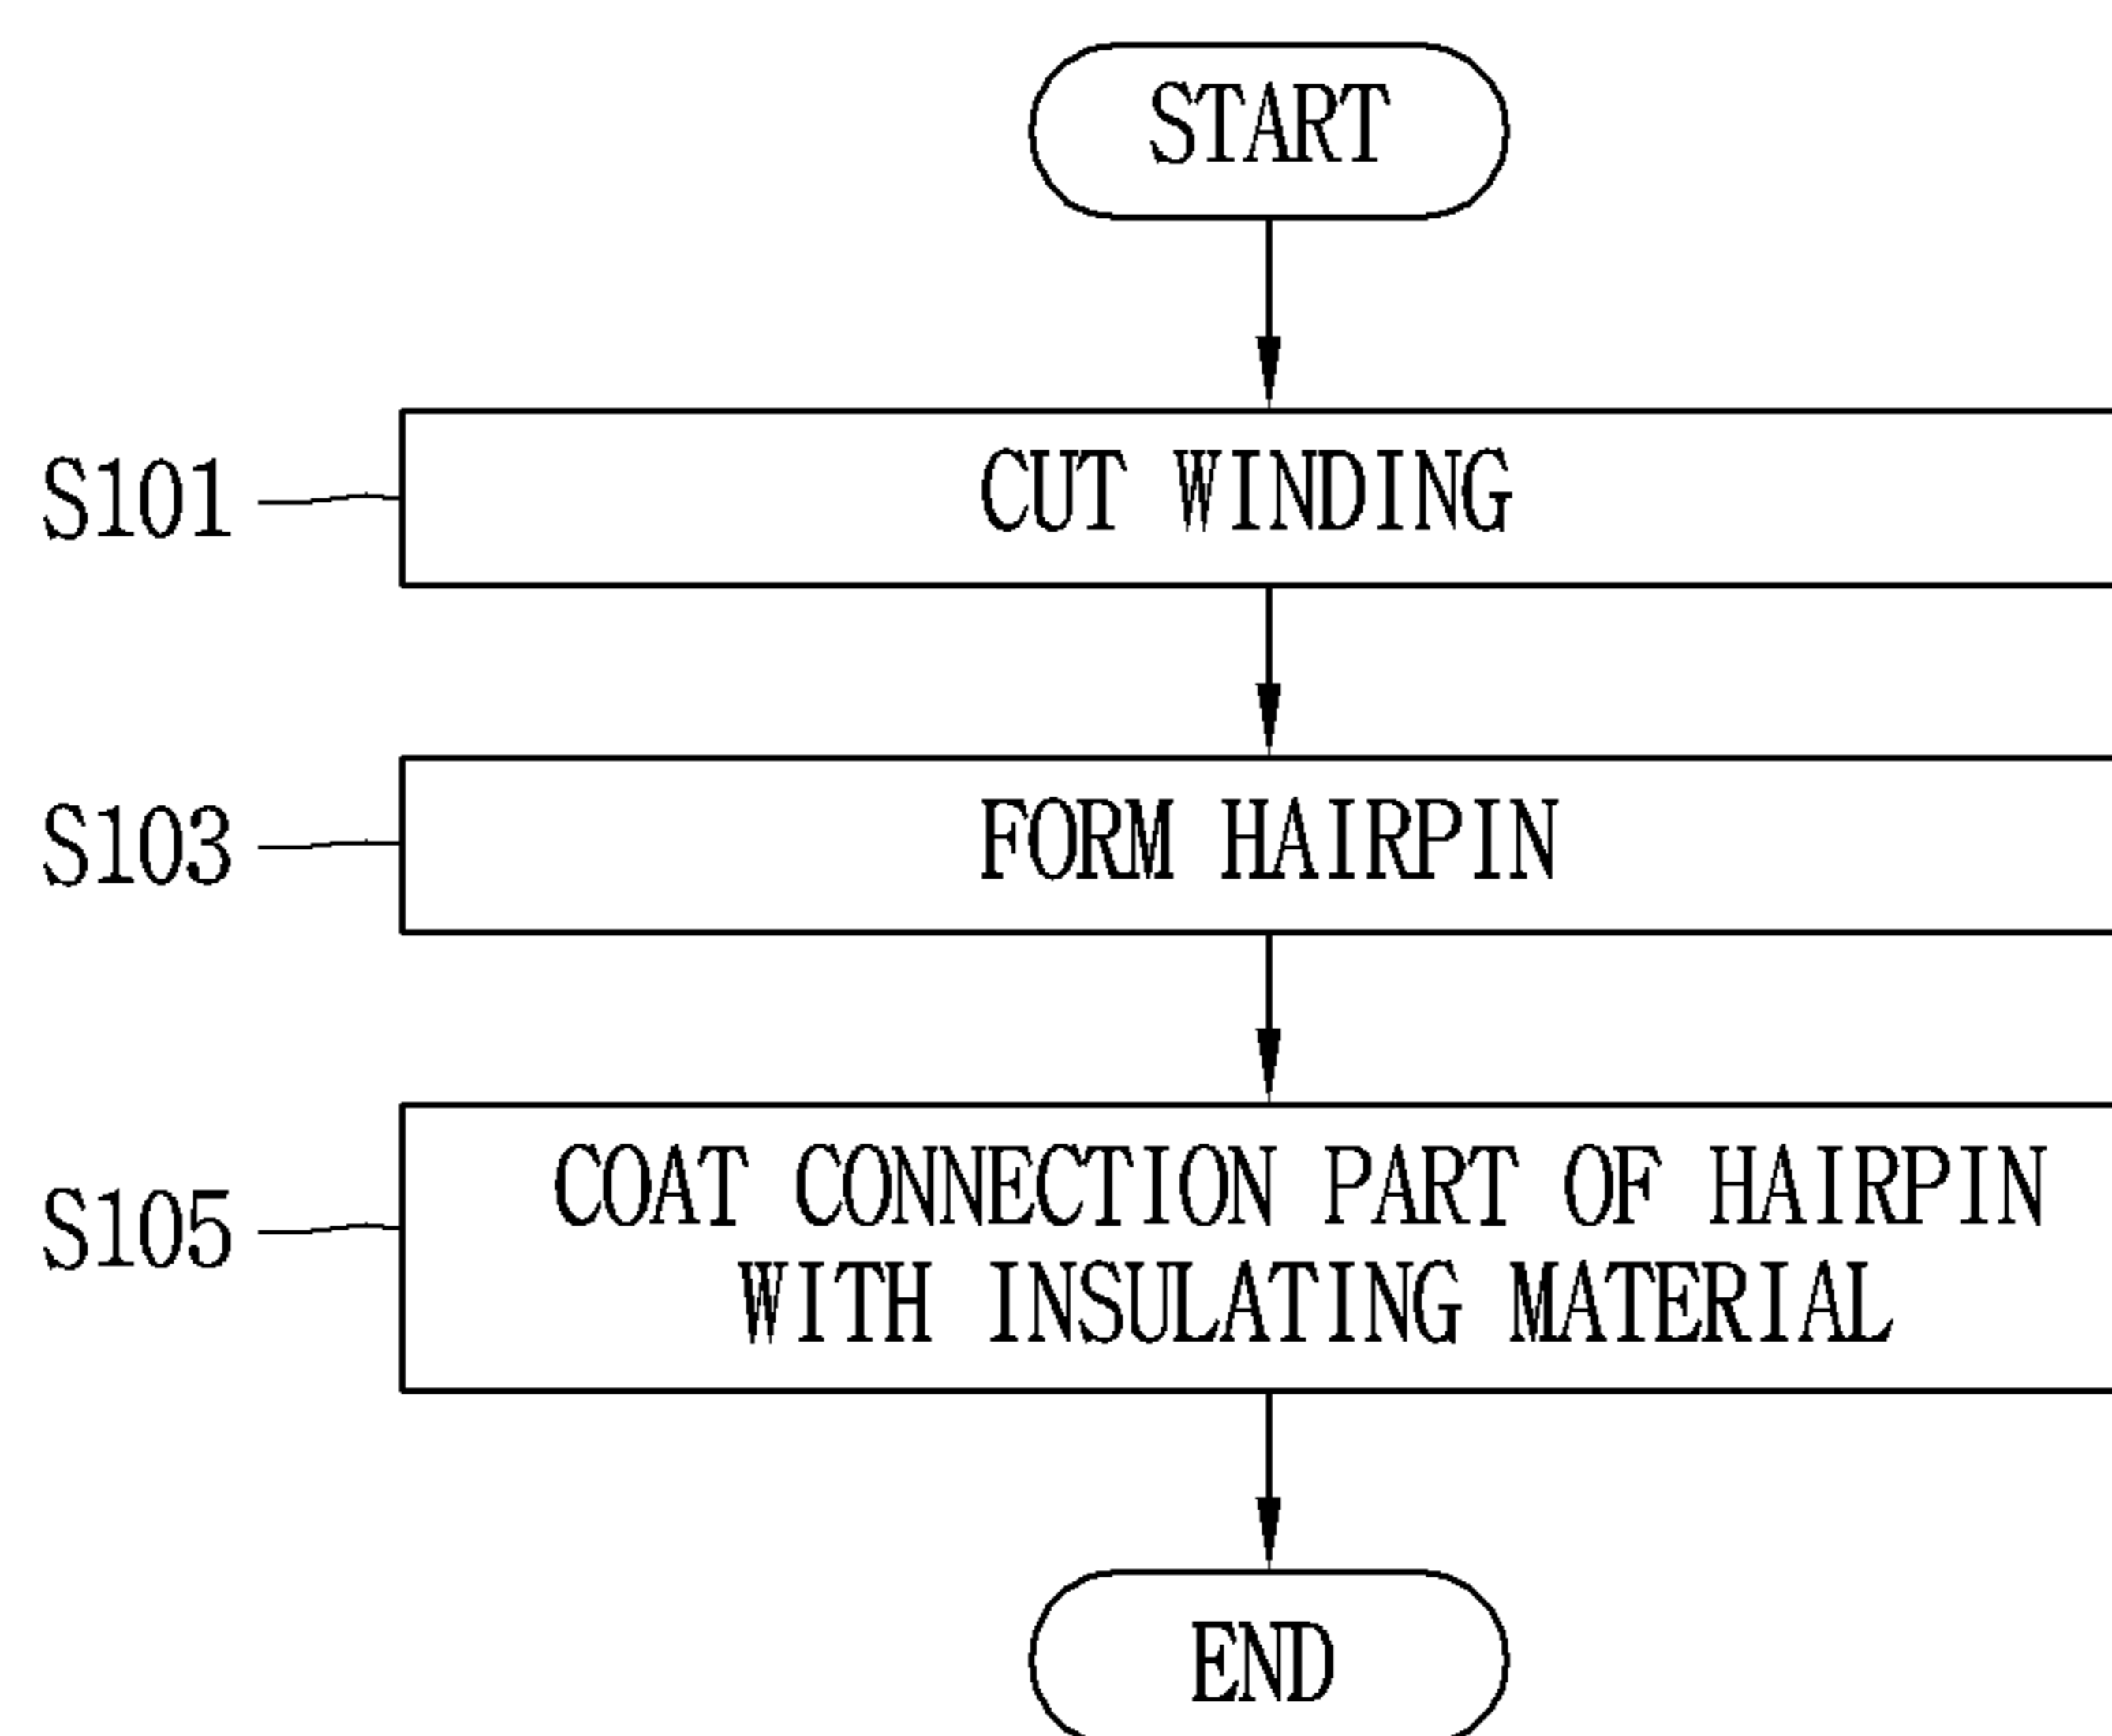 START
S101
CUT WINDING
S103
FORM HAIRPIN
S105
COAT CONNECTION PART OF HAIRPIN
WITH INSULATING MATERIAL
END